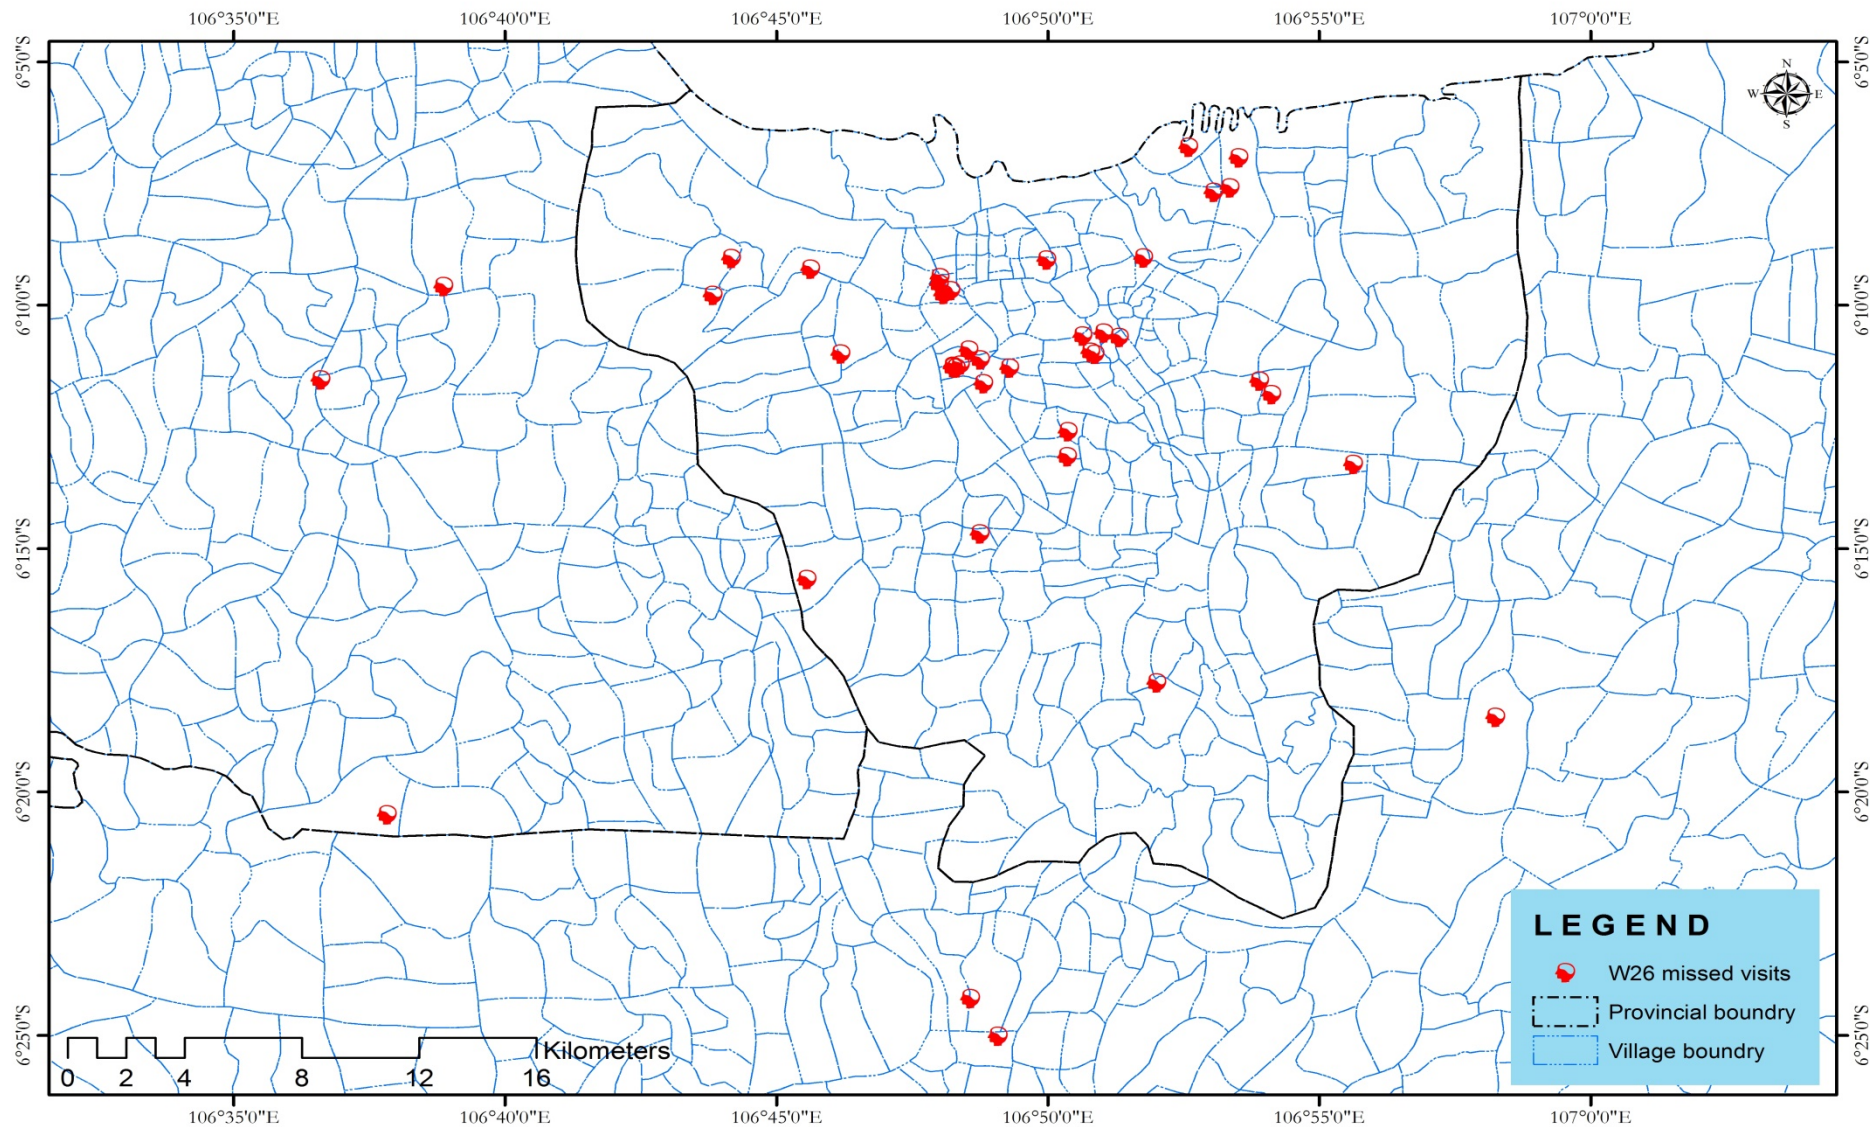 106°35'0"E 106°40'0"E 106°45'0"E 106°50'0"E 106°55'0"E 107°0'0"E
6°5'0"S 6°5'0"S
N
W E
S
6°10'0"S 6°10'0"S
6°15'0"S 6°15'0"S
6°20'0"S 6°20'0"S
LEGEND
W26 missed visits
Provincial boundry
Village boundry
6°25'0"S 6°25'0"S
Kilometers
0 2 4 8 12 16
106°35'0"E 106°40'0"E 106°45'0"E 106°50'0"E 106°55'0"E 107°0'0"E